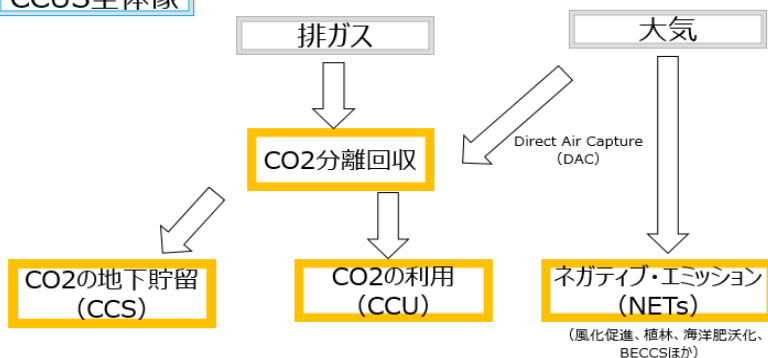 CCUS全体像
排ガス
大気
Direct Air Capture
（DAC）
CO2分離回収
CO2の地下貯留
（CCS）
CO2の利用
（CCU）
ネガティブ・エミッション
（NETs）
（風化促進、植林、海洋肥沃化、
BECCSほか）